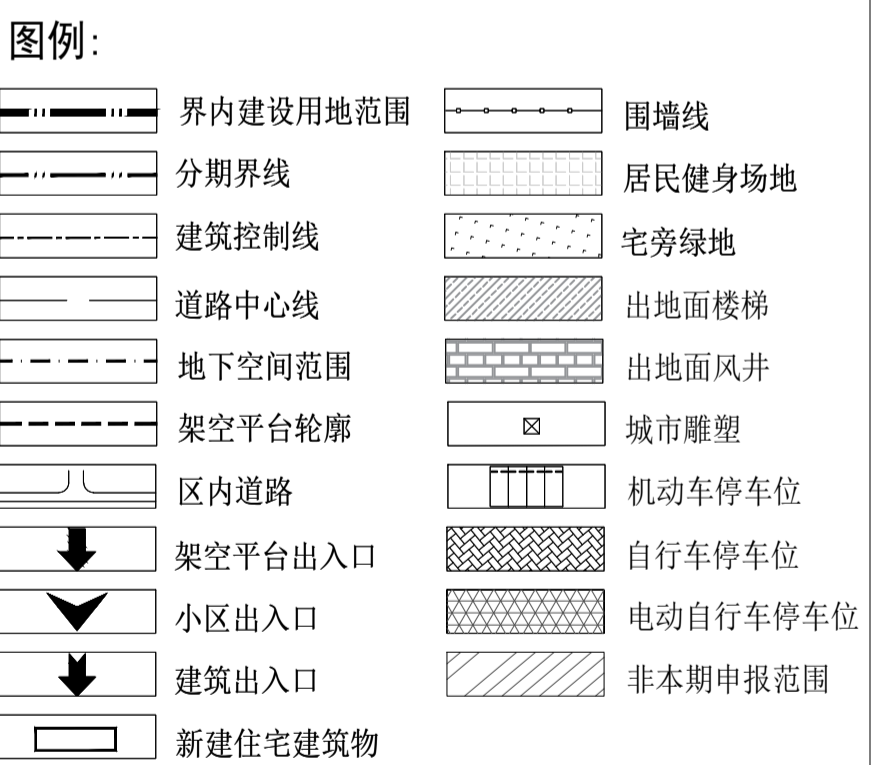 图例:
界内建设用地范围
分期界线
建筑控制线
道路中心线
地下空间范围
架空平台轮廓
区内道路
架空平台出入口
小区出入口
建筑出入口
新建住宅建筑物
围墙线
居民健身场地
宅旁绿地
出地面楼梯
出地面风井
城市雕塑
机动车停车位
自行车停车位
电动自行车停车位
非本期申报范围